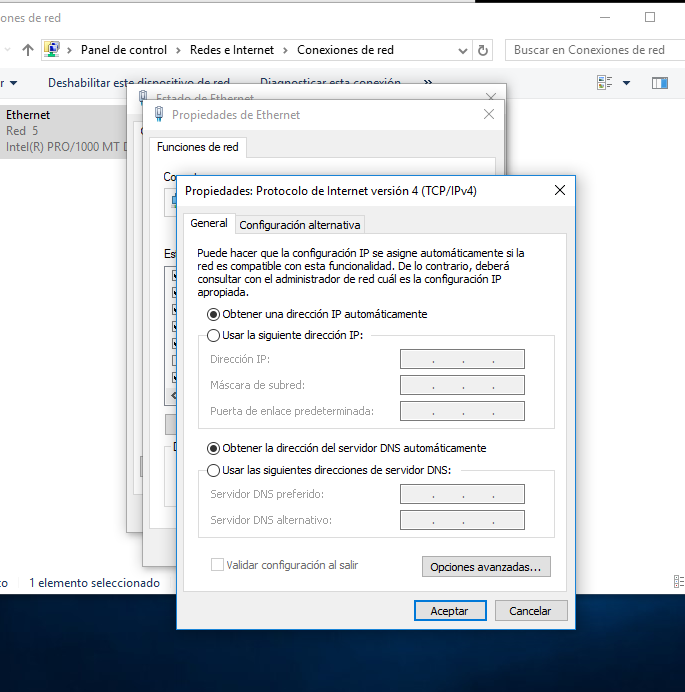 ones de red
Panel de control › Redes e Internet › Conexiones de red
Buscar en Conexiones de red
Deshabilitar este dispositivo de red
Diagnosticar esta conexión
»
Ethernet
Red 5
Intel(R) PRO/1000 MT D
Estado de Ethernet
Propiedades de Ethernet
Funciones de red
Propiedades: Protocolo de Internet versión 4 (TCP/IPv4)
General
Configuración alternativa
Puede hacer que la configuración IP se asigne automáticamente si la
red es compatible con esta funcionalidad. De lo contrario, deberá
consultar con el administrador de red cuál es la configuración IP
apropiada.
Obtener una dirección IP automáticamente
Usar la siguiente dirección IP:
Dirección IP:
Máscara de subred:
Puerta de enlace predeterminada:
Obtener la dirección del servidor DNS automáticamente
Usar las siguientes direcciones de servidor DNS:
Servidor DNS preferido:
Servidor DNS alternativo:
Validar configuración al salir
Opciones avanzadas...
1 elemento seleccionado
Aceptar
Cancelar